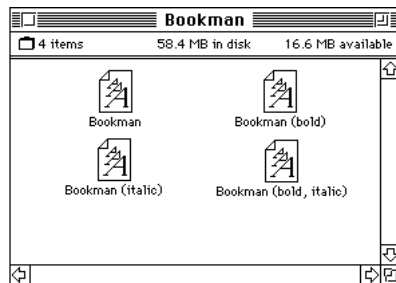 Bookman
4 items 58.4 MB in disk 16.6 MB available
Bookman Bookman (bold)
Bookman (italic) Bookman (bold, italic)